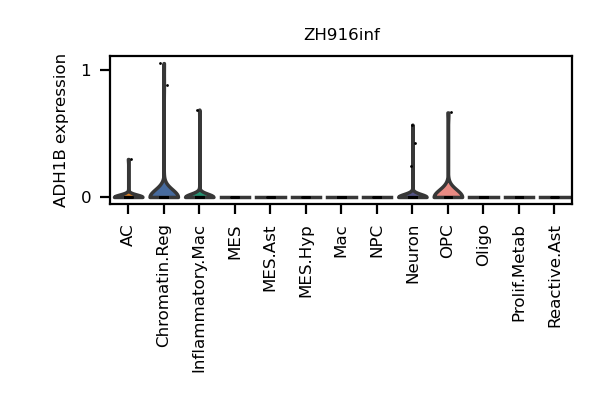 ZH916inf
ADH1B expression
1
0
AC
Chromatin.Reg
Inflammatory.Mac
MES
MES.Ast
MES.Hyp
Mac
NPC
Neuron
OPC
Oligo
Prolif.Metab
Reactive.Ast